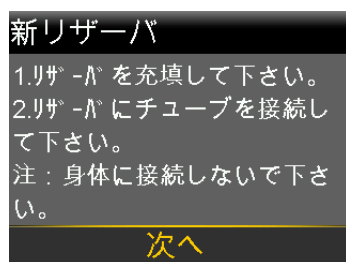 新リザーバ
1.ﾘｻﾞｰﾊﾞを充填して下さい。
2.ﾘｻﾞｰﾊﾞにチューブを接続し
て下さい。
注：身体に接続しないで下さ
い。
次へ